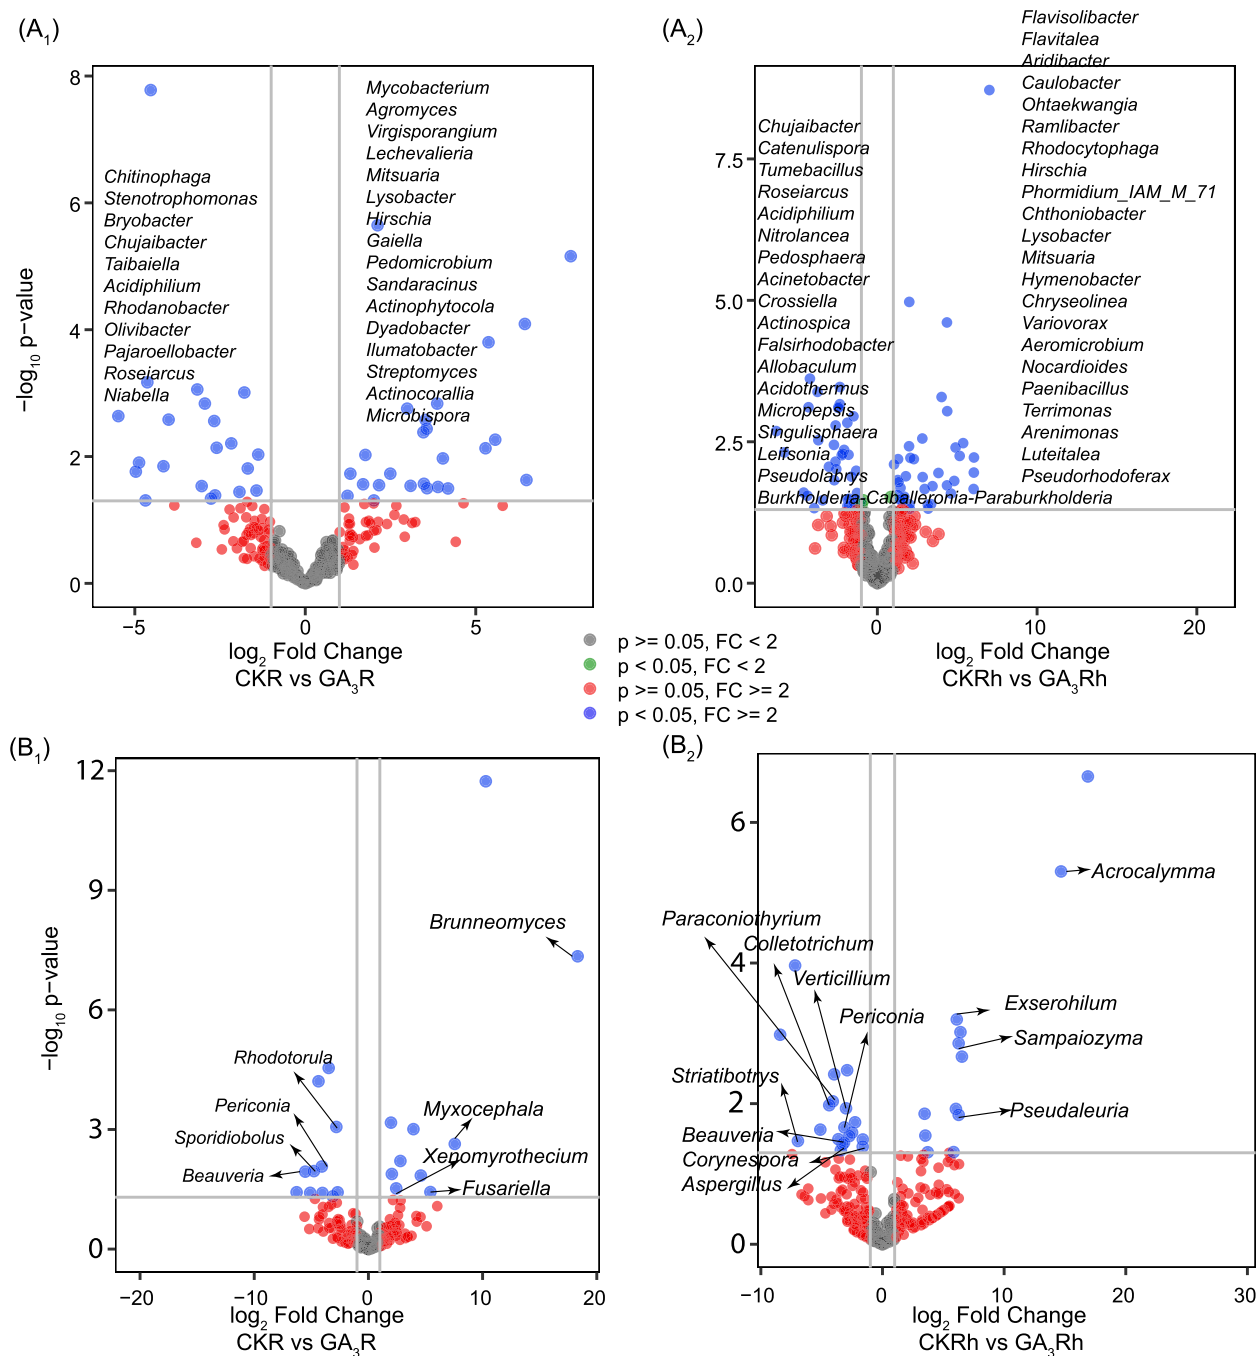 (A1)
8
6
4
2
0
−log10 p−value
Chitinophaga
Stenotrophomonas
Bryobacter
Chujaibacter
Taibaiella
Acidiphilium
Rhodanobacter
Olivibacter
Pajaroellobacter
Roseiarcus
Niabella
Mycobacterium
Agromyces
Virgisporangium
Lechevalieria
Mitsuaria
Lysobacter
Hirschia
Gaiella
Pedomicrobium
Sandaracinus
Actinophytocola
Dyadobacter
Ilumatobacter
Streptomyces
Actinocorallia
Microbispora
−5
0
5
log2 Fold Change
CKR vs GA3R
(A2)
7.5
5.0
2.5
0.0
Chujaibacter
Catenulispora
Tumebacillus
Roseiarcus
Acidiphilium
Nitrolancea
Pedosphaera
Acinetobacter
Crossiella
Actinospica
Falsirhodobacter
Allobaculum
Acidothermus
Micropepsis
Singulisphaera
Leifsonia
Pseudolabrys
Burkholderia-Caballeronia-Paraburkholderia
Flavisolibacter
Flavitalea
Aridibacter
Caulobacter
Ohtaekwangia
Ramlibacter
Rhodocytophaga
Hirschia
Phormidium_IAM_M_71
Chthoniobacter
Lysobacter
Mitsuaria
Hymenobacter
Chryseolinea
Variovorax
Aeromicrobium
Nocardioides
Paenibacillus
Terrimonas
Arenimonas
Luteitalea
Pseudorhodoferax
0
10
20
log2 Fold Change
CKRh vs GA3Rh
p >= 0.05, FC < 2
p < 0.05, FC < 2
p >= 0.05, FC >= 2
p < 0.05, FC >= 2
(B1)
12
9
6
3
0
−log10 p−value
Brunneomyces
Rhodotorula
Periconia
Sporidiobolus
Beauveria
Myxocephala
Xenomyrothecium
Fusariella
−20
−10
0
10
20
log2 Fold Change
CKR vs GA3R
(B2)
6
4
2
0
Acrocalymma
Paraconiothyrium
Colletotrichum
Verticillium
Periconia
Exserohilum
Sampaiozyma
Striatibotrys
Pseudaleuria
Beauveria
Corynespora
Aspergillus
−10
0
10
20
30
log2 Fold Change
CKRh vs GA3Rh